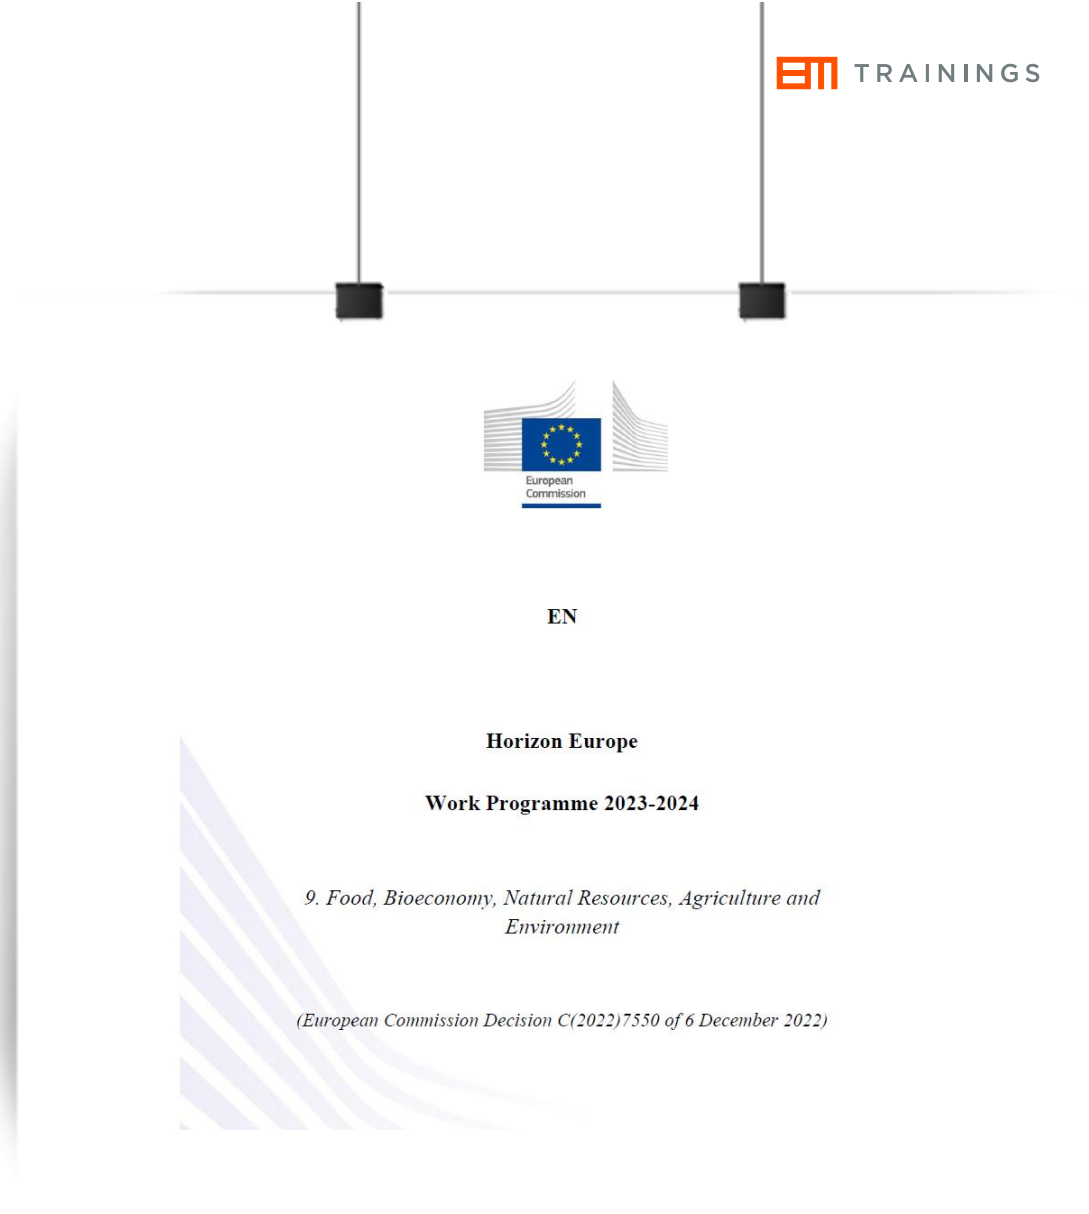 EM TRAININGS
European
Commission
EN
Horizon Europe
Work Programme 2023-2024
9. Food, Bioeconomy, Natural Resources, Agriculture and
Environment
(European Commission Decision C(2022)7550 of 6 December 2022)